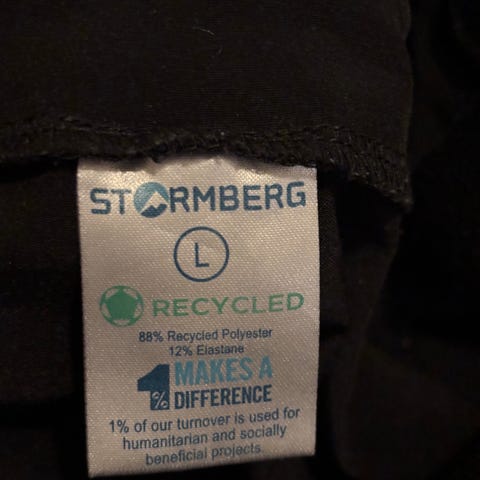 STORMBERG
L
RECYCLED
88% Recycled Polyester
12% Elastane
1% MAKES A
DIFFERENCE
1% of our turnover is used for
humanitarian and socially
beneficial projects.